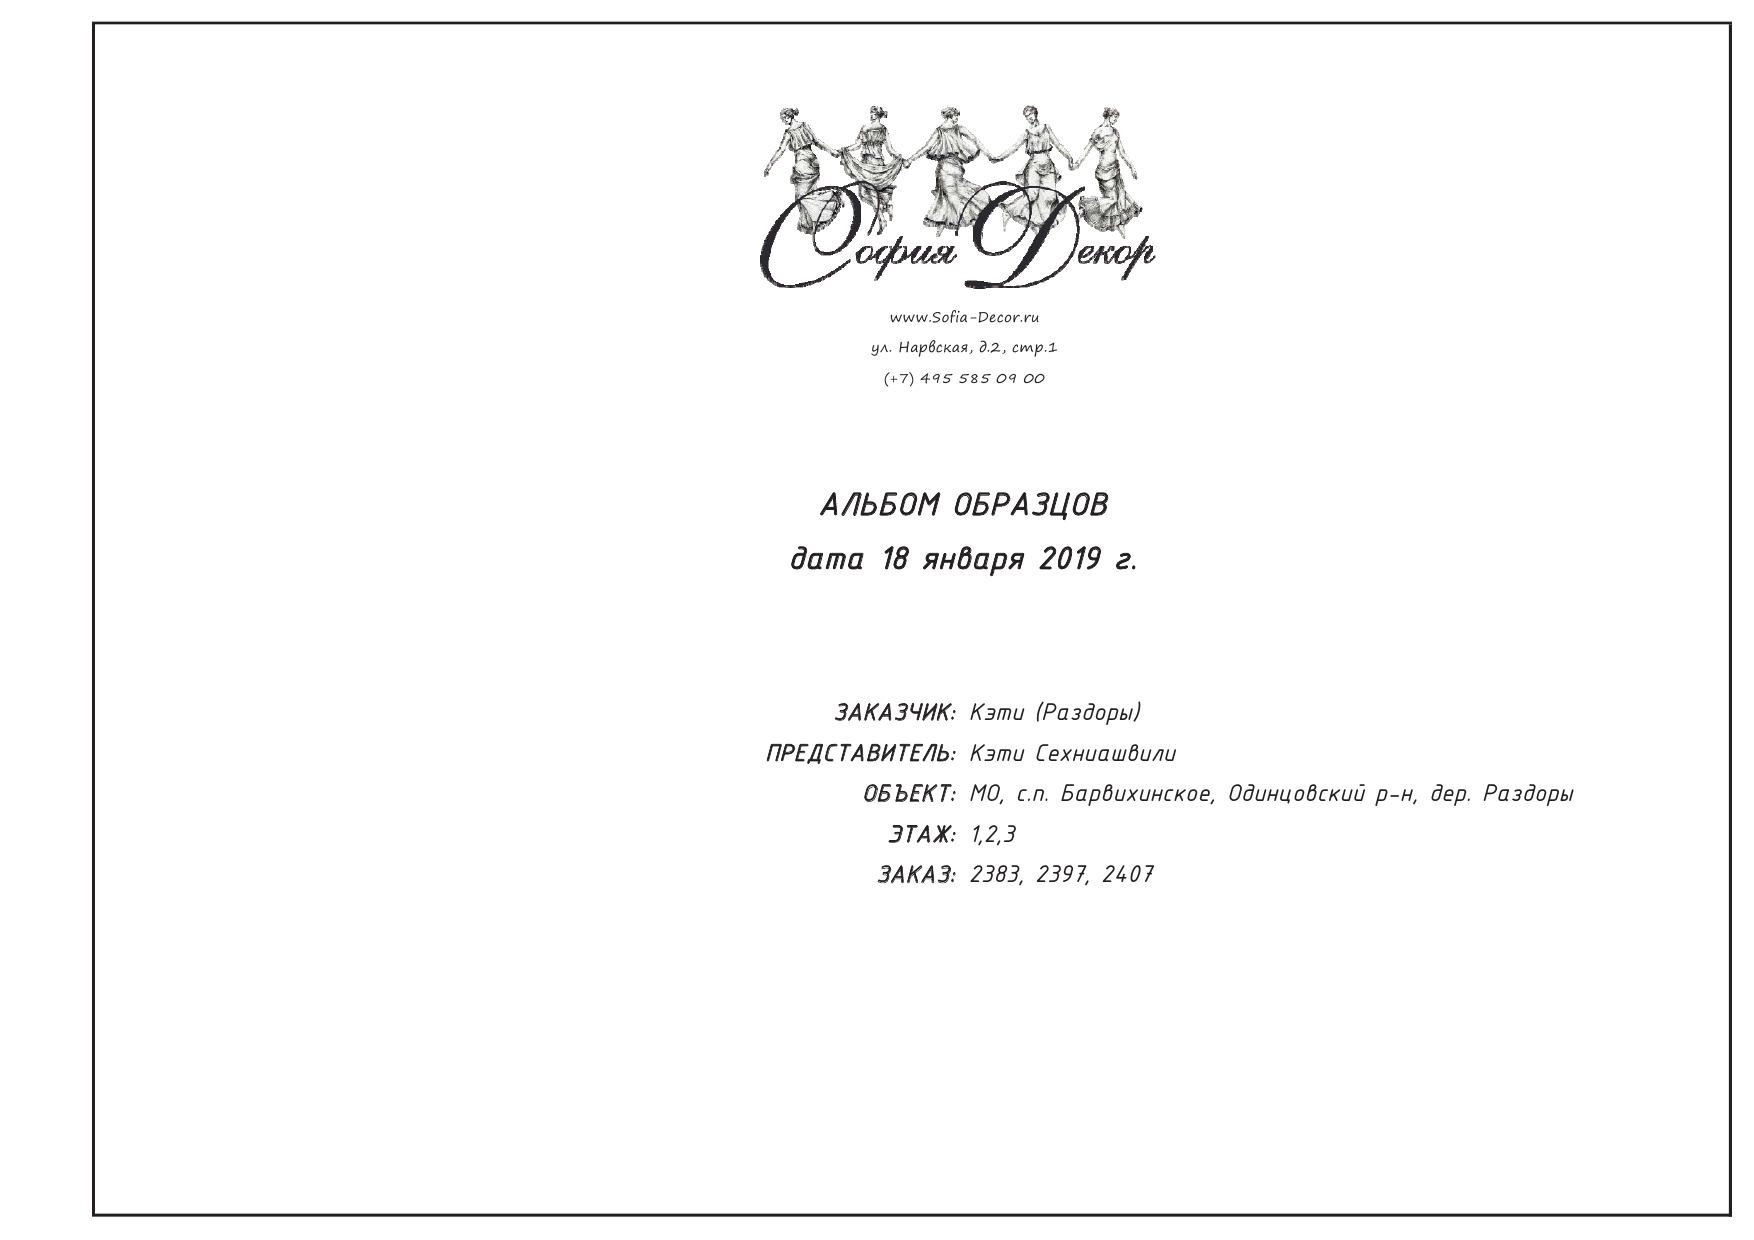 София Декор
www.Sofia-Decor.ru
ул. Нарвская, д.2, стр.1
(+7) 495 585 09 00
АЛЬБОМ ОБРАЗЦОВ
дата 18 января 2019 г.
ЗАКАЗЧИК: Кэти (Раздоры)
ПРЕДСТАВИТЕЛЬ: Кэти Сехниашвили
ОБЪЕКТ: МО, с.п. Барвихинское, Одинцовский р-н, дер. Раздоры
ЭТАЖ: 1,2,3
ЗАКАЗ: 2383, 2397, 2407